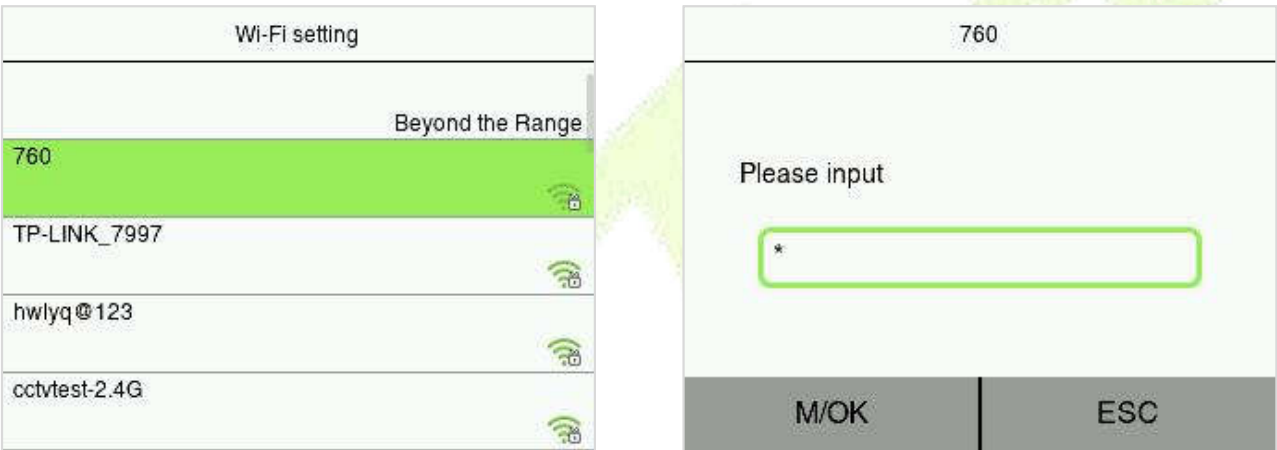 Wi-Fi setting
Beyond the Range
760
TP-LINK_7997
hwlyq@123
cctvtest-2.4G
760
Please input
*
M/OK
ESC